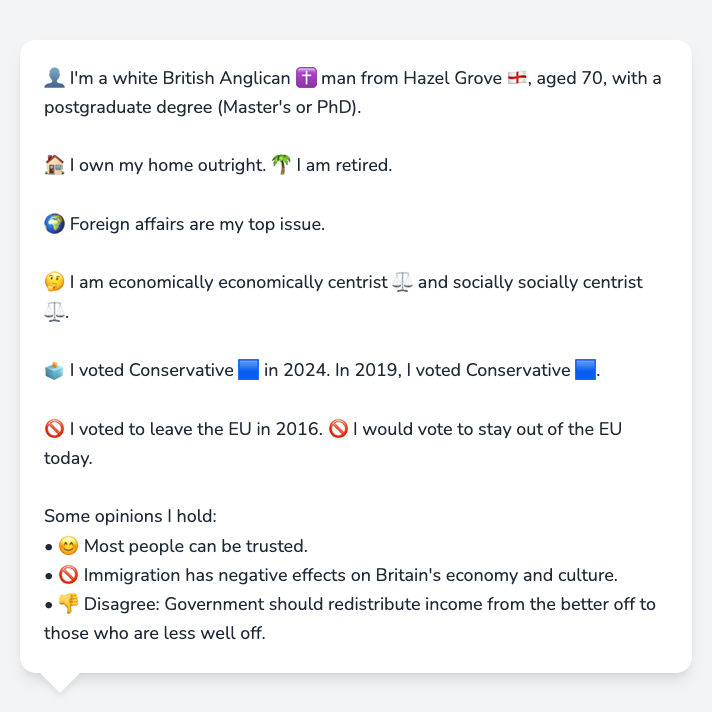 👤 I'm a white British Anglican ✝️ man from Hazel Grove 🏴󠁧󠁢󠁥󠁮󠁧󠁿, aged 70, with a
postgraduate degree (Master's or PhD).
🏠 I own my home outright. 🌴 I am retired.
🌍 Foreign affairs are my top issue.
🤔 I am economically economically centrist ⚖️ and socially socially centrist
⚖️.
🗳️ I voted Conservative 🟦 in 2024. In 2019, I voted Conservative 🟦.
🚫 I voted to leave the EU in 2016. 🚫 I would vote to stay out of the EU
today.
Some opinions I hold:
• 😊 Most people can be trusted.
• 🚫 Immigration has negative effects on Britain's economy and culture.
• 👎 Disagree: Government should redistribute income from the better off to
those who are less well off.